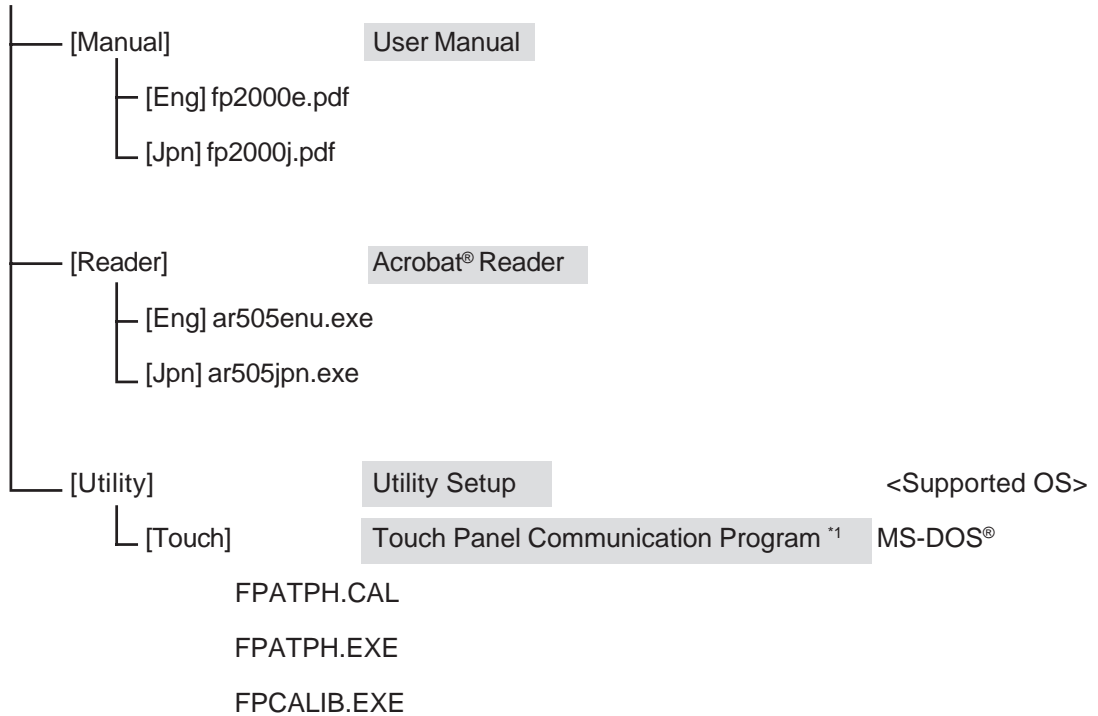 [Manual] User Manual
[Eng] fp2000e.pdf
[Jpn] fp2000j.pdf
[Reader] Acrobat® Reader
[Eng] ar505enu.exe
[Jpn] ar505jpn.exe
[Utility] Utility Setup <Supported OS>
[Touch] Touch Panel Communication Program *1 MS-DOS®
FPATPH.CAL
FPATPH.EXE
FPCALIB.EXE